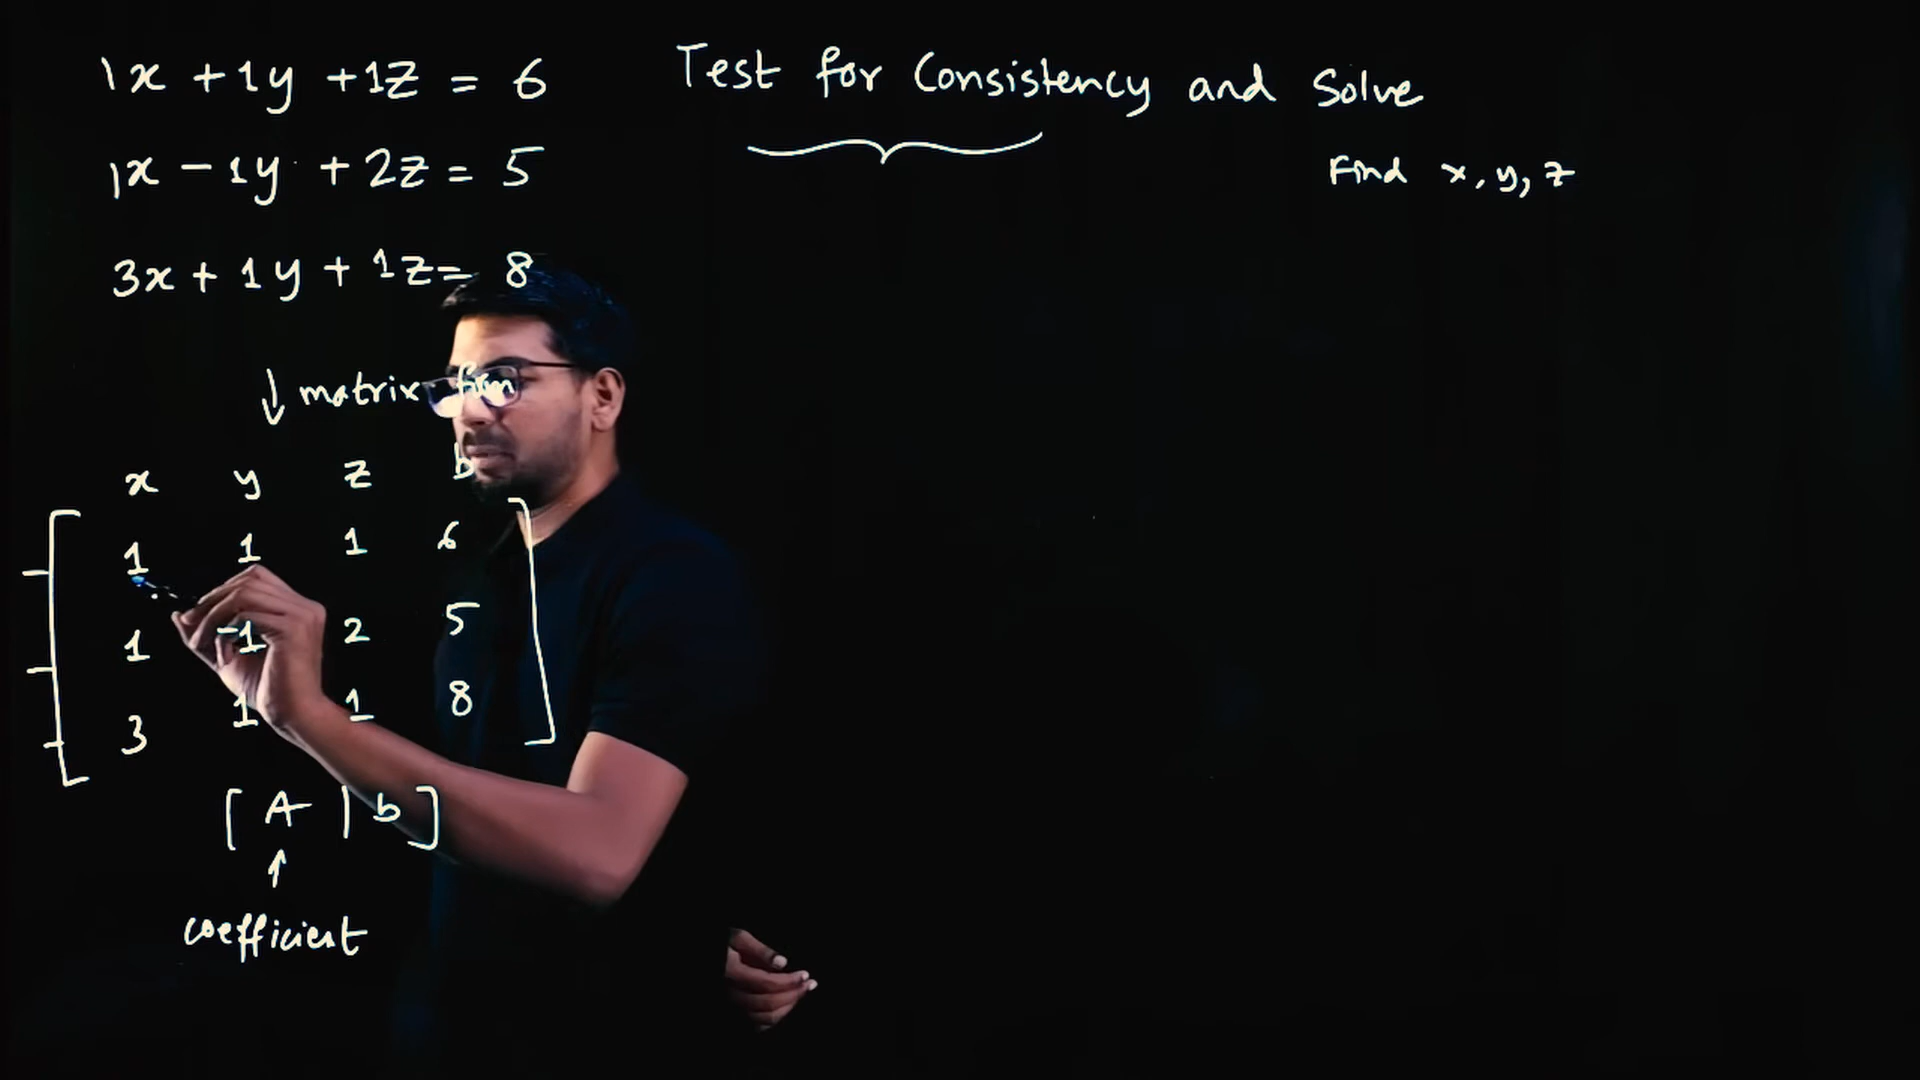 1x + 1y + 1z = 6
1x - 1y + 2z = 5
3x + 1y + 1z = 8
↓ matrix form
x y z b
1 1 1 6
1 -1 2 5
3 1 1 8
[ A | b ]
↑
coefficient
Test for Consistency and Solve
Find x, y, z